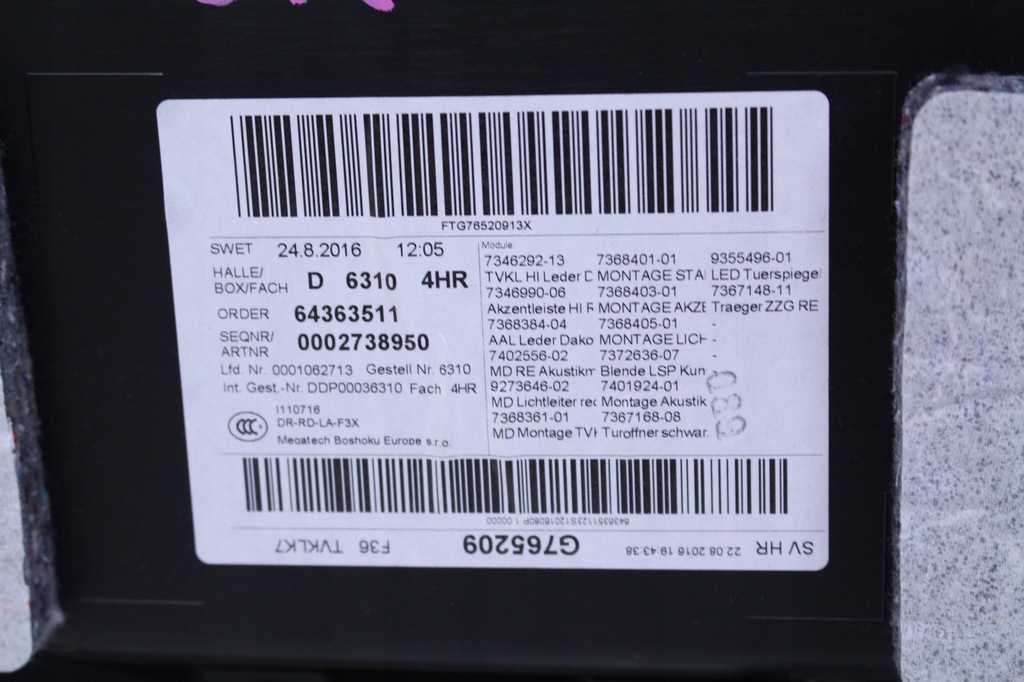 FTG76520913X
SWET 24.8.2016 12:05
HALLE/
BOX/FACH D 6310 4HR
ORDER 64363511
SEQNR/
ARTNR 0002738950
Lfd. Nr. 0001062713 Gestell Nr. 6310
Int. Gest.-Nr. DDP00036310 Fach 4HR
CCC
I110716
DR-RD-LA-F3X
Megatech Boshoku Europe s.r.o.
Module:
7346292-13 7368401-01 9355496-01
TVKL HI Leder D MONTAGE STA LED Tuerspiegel
7346990-06 7368403-01 7367148-11
Akzentleiste HI R MONTAGE AKZE Traeger ZZG RE
7368384-04 7368405-01 -
AAL Leder Dako MONTAGE LICH -
7402556-02 7372636-07 -
MD RE Akustikm Blende LSP Kun -
9273646-02 7401924-01
MD Lichtleiter rec Montage Akustik
7368361-01 7367168-08
MD Montage TVK Turoffner schwar.
SV HR 22.08.2016 19:43:38 G765209 F36 TVKLK7